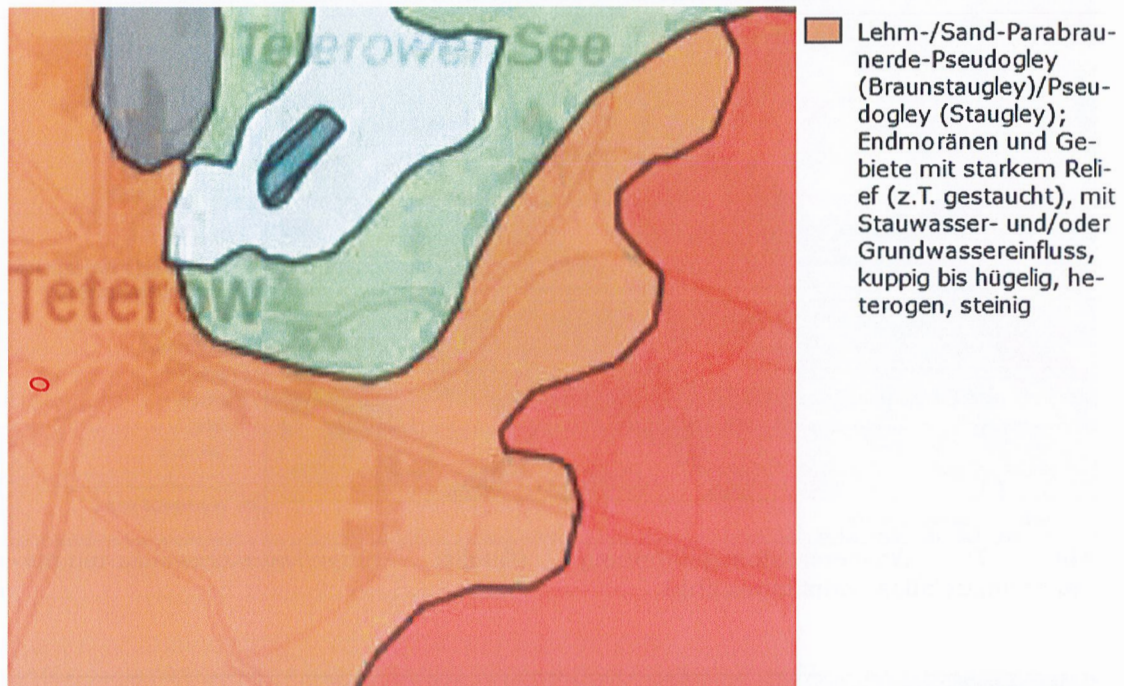 Teterower See
Teterow
Lehm-/Sand-Parabrau-
nerde-Pseudogley
(Braunstaugley)/Pseu-
dogley (Staugley);
Endmoränen und Ge-
biete mit starkem Reli-
ef (z.T. gestaucht), mit
Stauwasser- und/oder
Grundwassereinfluss,
kuppig bis hügelig, he-
terogen, steinig